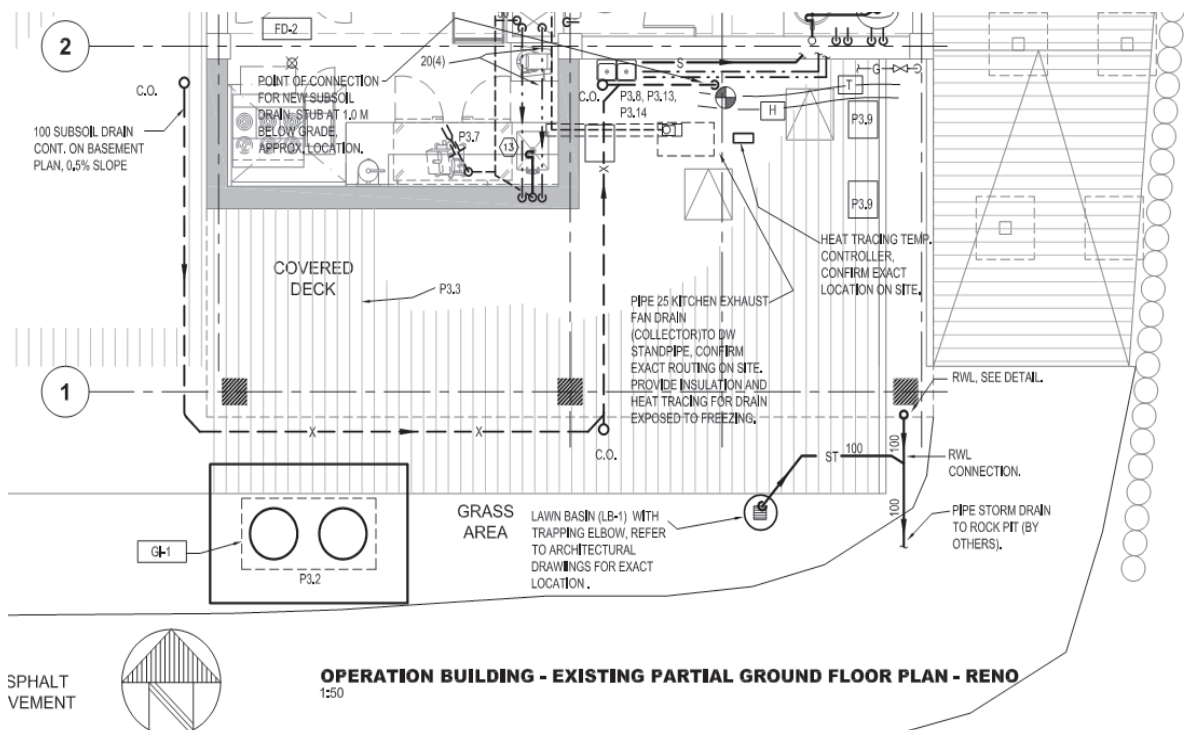 2
FD-2
C.O.
POINT OF CONNECTION
FOR NEW SUBSOIL
DRAIN, STUB AT 1.0 M
BELOW GRADE,
APPROX. LOCATION.
20(4)
P3.7
13
S
C.O.
P3.8, P3.13,
P3.14
G
T
H
P3.9
P3.9
100 SUBSOIL DRAIN
CONT. ON BASEMENT
PLAN, 0.5% SLOPE
X
COVERED
DECK
P3.3
HEAT TRACING TEMP.
CONTROLLER,
CONFIRM EXACT
LOCATION ON SITE.
PIPE 25 KITCHEN EXHAUST
FAN DRAIN
(COLLECTOR)TO DW
STANDPIPE, CONFIRM
EXACT ROUTING ON SITE.
PROVIDE INSULATION AND
HEAT TRACING FOR DRAIN
EXPOSED TO FREEZING.
1
RWL, SEE DETAIL.
X
X
C.O.
ST
100
100
RWL
CONNECTION.
100
PIPE STORM DRAIN
TO ROCK PIT (BY
OTHERS).
GRASS
AREA
LAWN BASIN (LB-1) WITH
TRAPPING ELBOW, REFER
TO ARCHITECTURAL
DRAWINGS FOR EXACT
LOCATION .
GI-1
P3.2
SPHALT
VEMENT
OPERATION BUILDING - EXISTING PARTIAL GROUND FLOOR PLAN - RENO
1:50